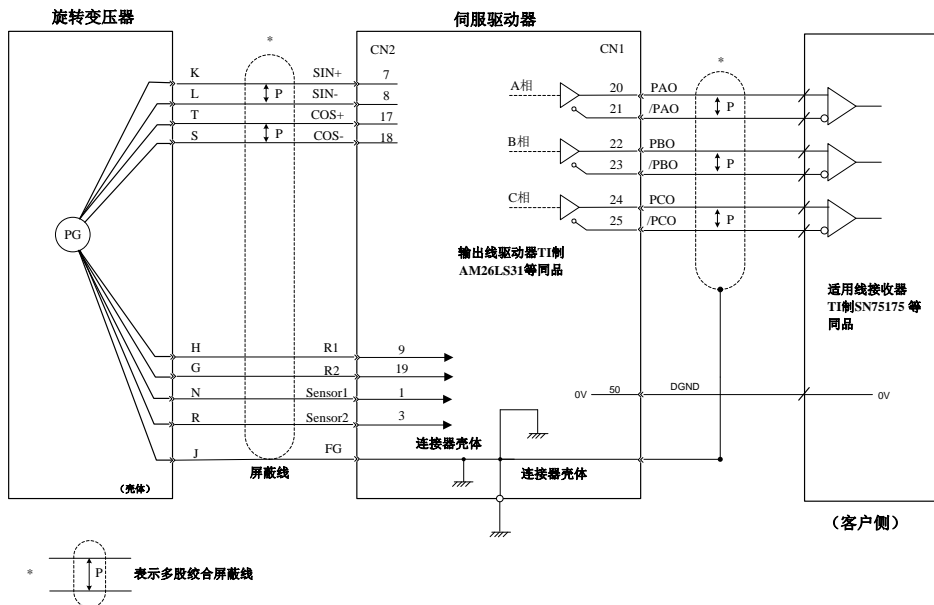 旋转变压器
伺服驱动器
*
CN2
CN1
*
K
SIN+
7
L
P
SIN-
8
T
COS+
17
S
P
COS-
18
PG
A相
20
PAO
21
/PAO
P
B相
22
PBO
23
/PBO
P
C相
24
PCO
25
/PCO
P
输出线驱动器TI制
AM26LS31等同品
适用线接收器
TI制SN75175 等
同品
H
R1
9
G
R2
19
N
Sensor1
1
R
Sensor2
3
0V
50
DGND
0V
连接器壳体
J
FG
屏蔽线
连接器壳体
(壳体)
（客户侧）
*
P
表示多股绞合屏蔽线